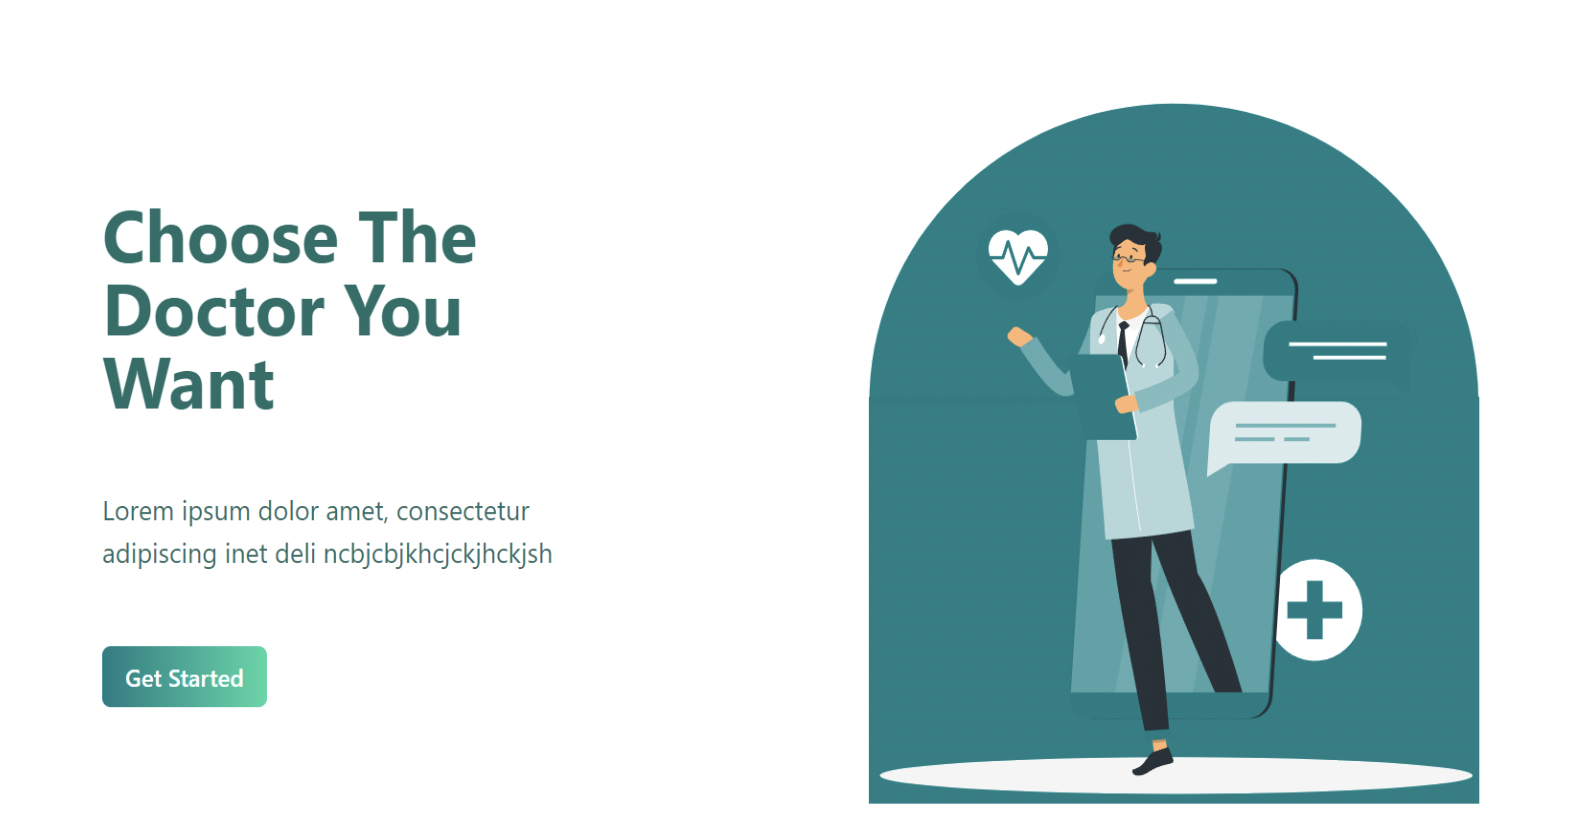 Choose The
Doctor You
Want
Lorem ipsum dolor amet, consectetur
adipiscing inet deli ncbjcbjkhcjckjhckjsh
Get Started